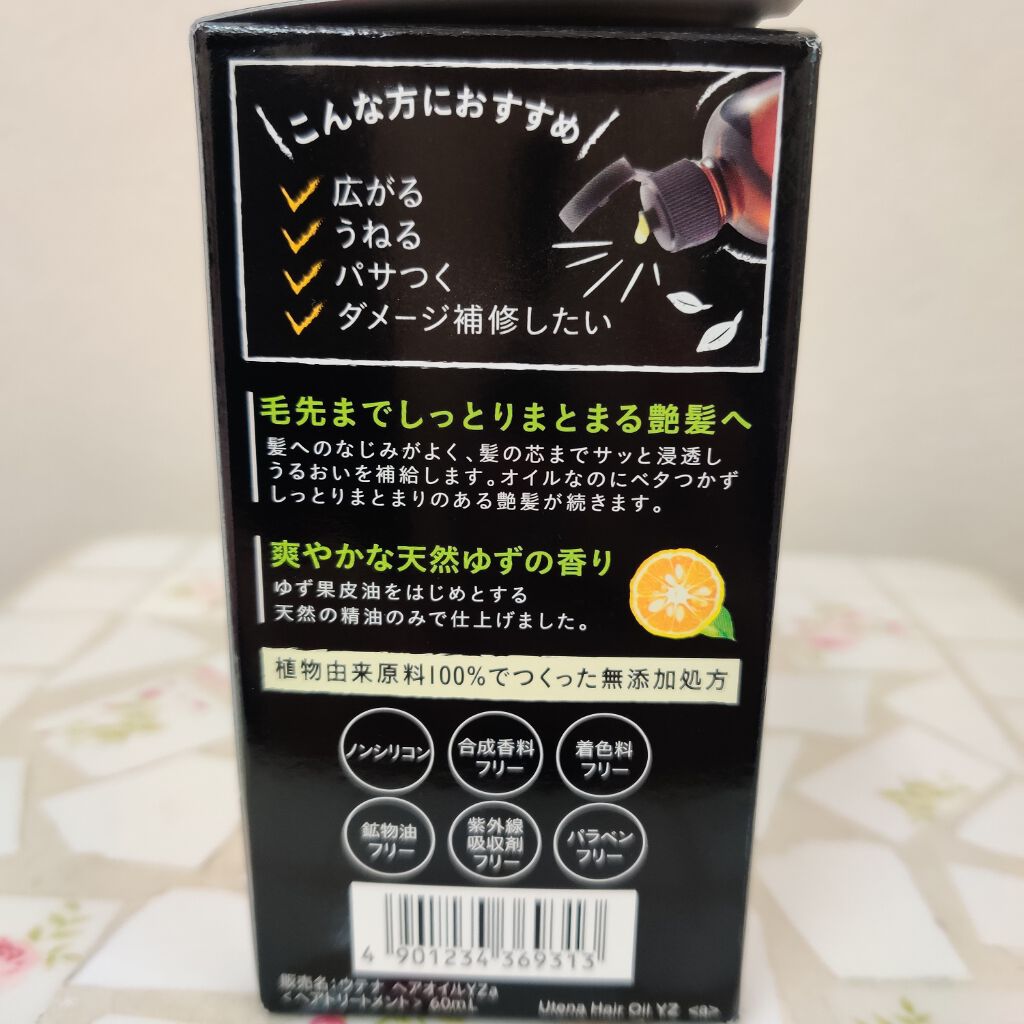 こんな方におすすめ
広がる
うねる
パサつく
ダメージ補修したい
毛先までしっとりまとまる艶髪へ
髪へのなじみがよく、髪の芯までサッと浸透し
うるおいを補給します。オイルなのにベタつかず
しっとりまとまりのある艶髪が続きます。
爽やかな天然ゆずの香り
ゆず果皮油をはじめとする
天然の精油のみで仕上げました。
植物由来原料100%でつくった無添加処方
ノンシリコン
合成香料
フリー
着色料
フリー
鉱物油
フリー
紫外線
吸収剤
フリー
パラベン
フリー
4 901234 369313
販売名:ウテナ ヘアオイルYZa
<ヘアトリートメント> 60mL
Utena Hair Oil YZ <a>